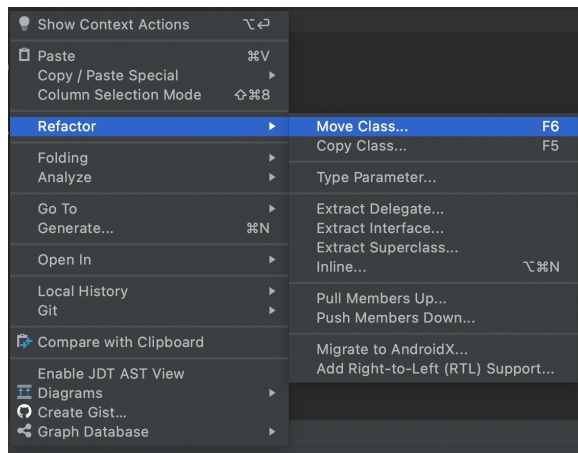 Show Context Actions ⌥⏎
Paste ⌘V
Copy / Paste Special
Column Selection Mode ⇧⌘8
Refactor
Folding
Analyze
Go To
Generate... ⌘N
Open In
Local History
Git
Compare with Clipboard
Enable JDT AST View
Diagrams
Create Gist...
Graph Database
Move Class... F6
Copy Class... F5
Type Parameter...
Extract Delegate...
Extract Interface...
Extract Superclass...
Inline... ⌥⌘N
Pull Members Up...
Push Members Down...
Migrate to AndroidX...
Add Right-to-Left (RTL) Support...